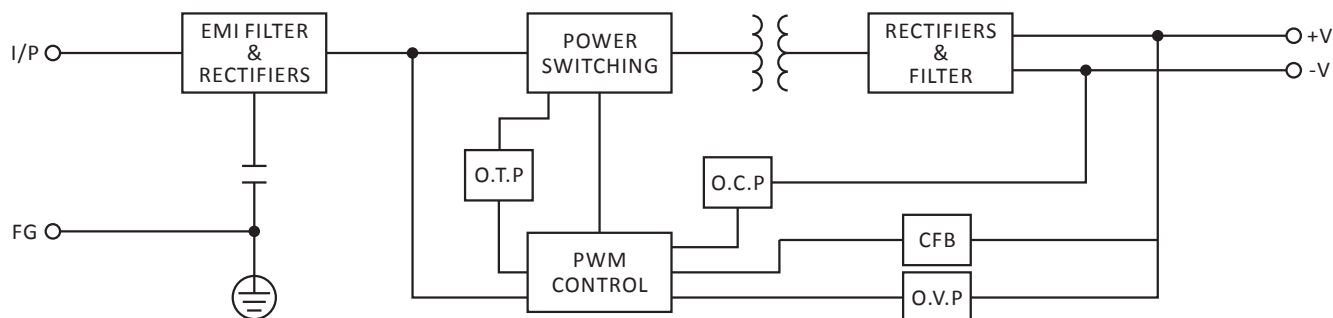 I/P
EMI FILTER
&
RECTIFIERS
POWER
SWITCHING
RECTIFIERS
&
FILTER
+V
-V
O.T.P
O.C.P
FG
PWM
CONTROL
CFB
O.V.P